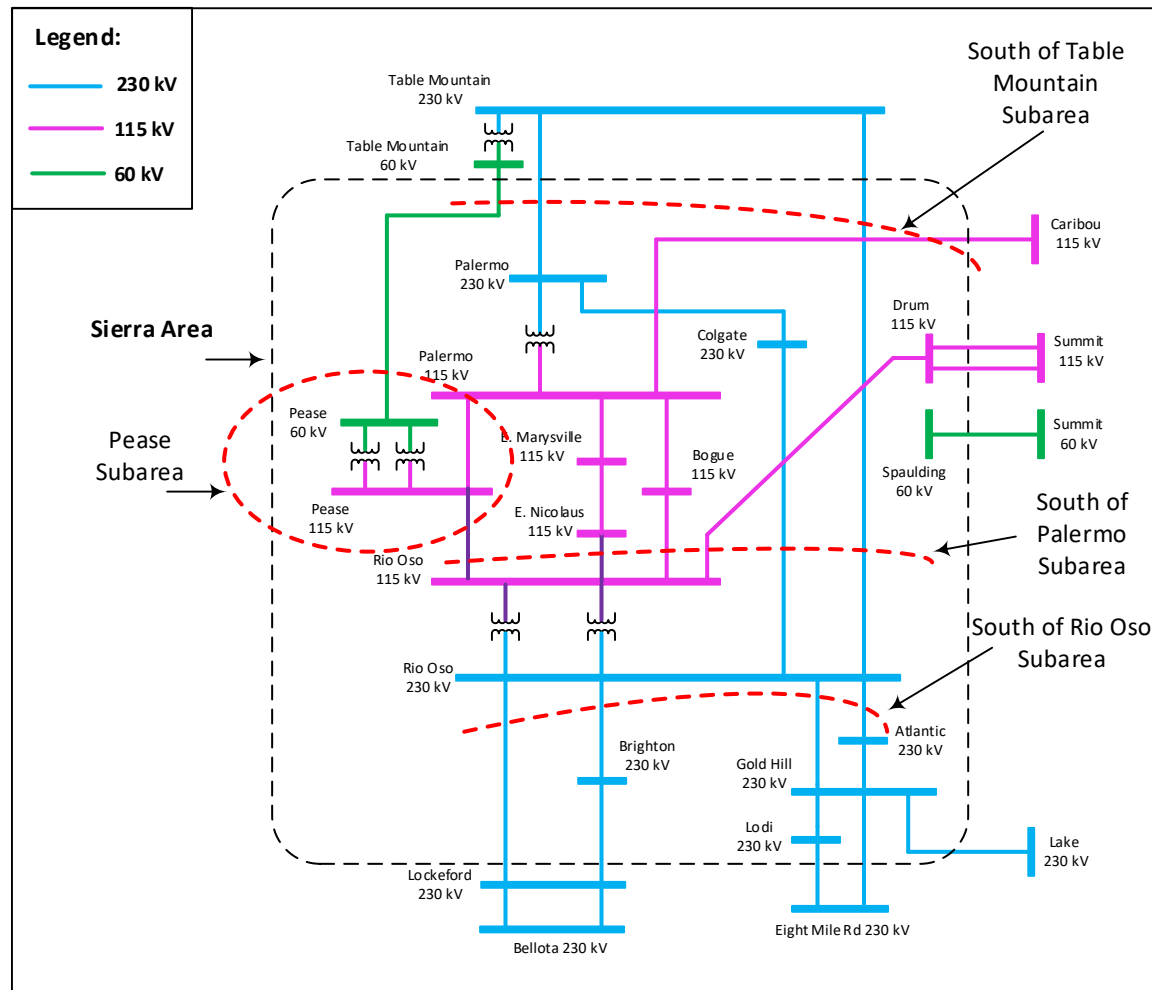 Legend:
230 kV
115 kV
60 kV
South of Table
Mountain
Subarea
Table Mountain
230 kV
Table Mountain
60 kV
Caribou
115 kV
Palermo
230 kV
Drum
115 kV
Summit
115 kV
Sierra Area
Colgate
230 kV
Palermo
115 kV
Pease
60 kV
Summit
60 kV
Pease
Subarea
E. Marysville
115 kV
Bogue
115 kV
Spaulding
60 kV
Pease
115 kV
E. Nicolaus
115 kV
South of
Palermo
Subarea
Rio Oso
115 kV
South of Rio Oso
Subarea
Rio Oso
230 kV
Atlantic
230 kV
Brighton
230 kV
Gold Hill
230 kV
Lodi
230 kV
Lake
230 kV
Lockeford
230 kV
Eight Mile Rd 230 kV
Bellota 230 kV